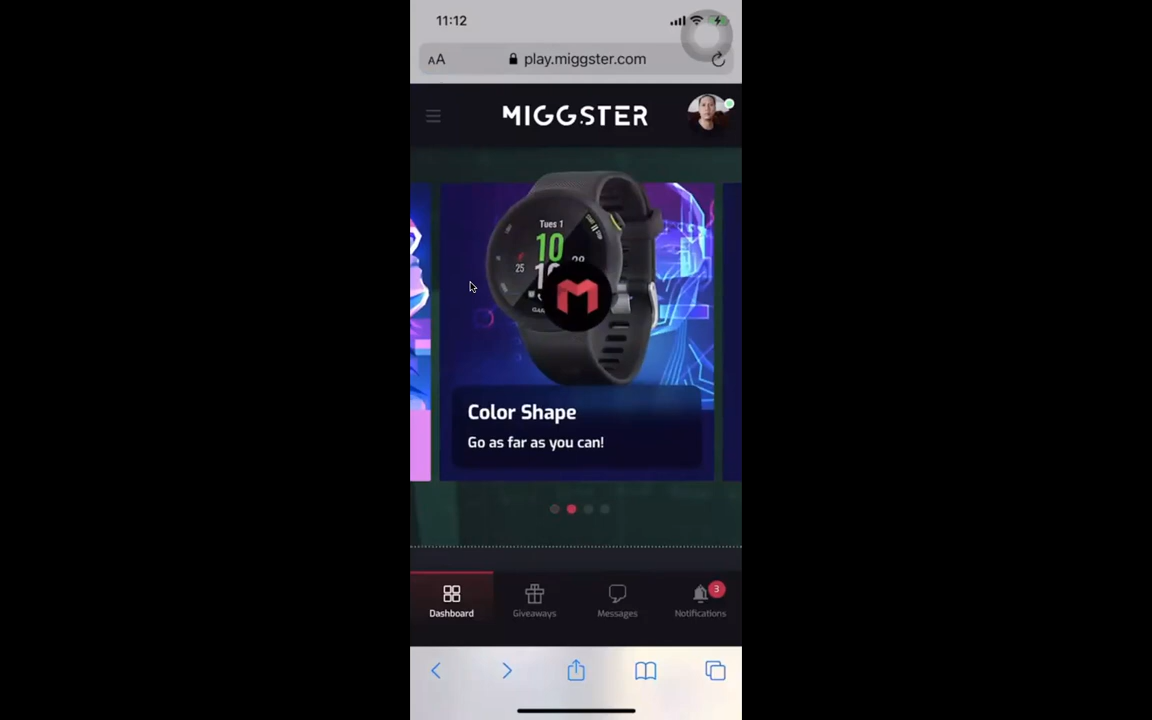 11:12
AA play.miggster.com
MIGGSTER
Tues 1
10
25
Color Shape
Go as far as you can!
3
Dashboard Giveaways Messages Notifications